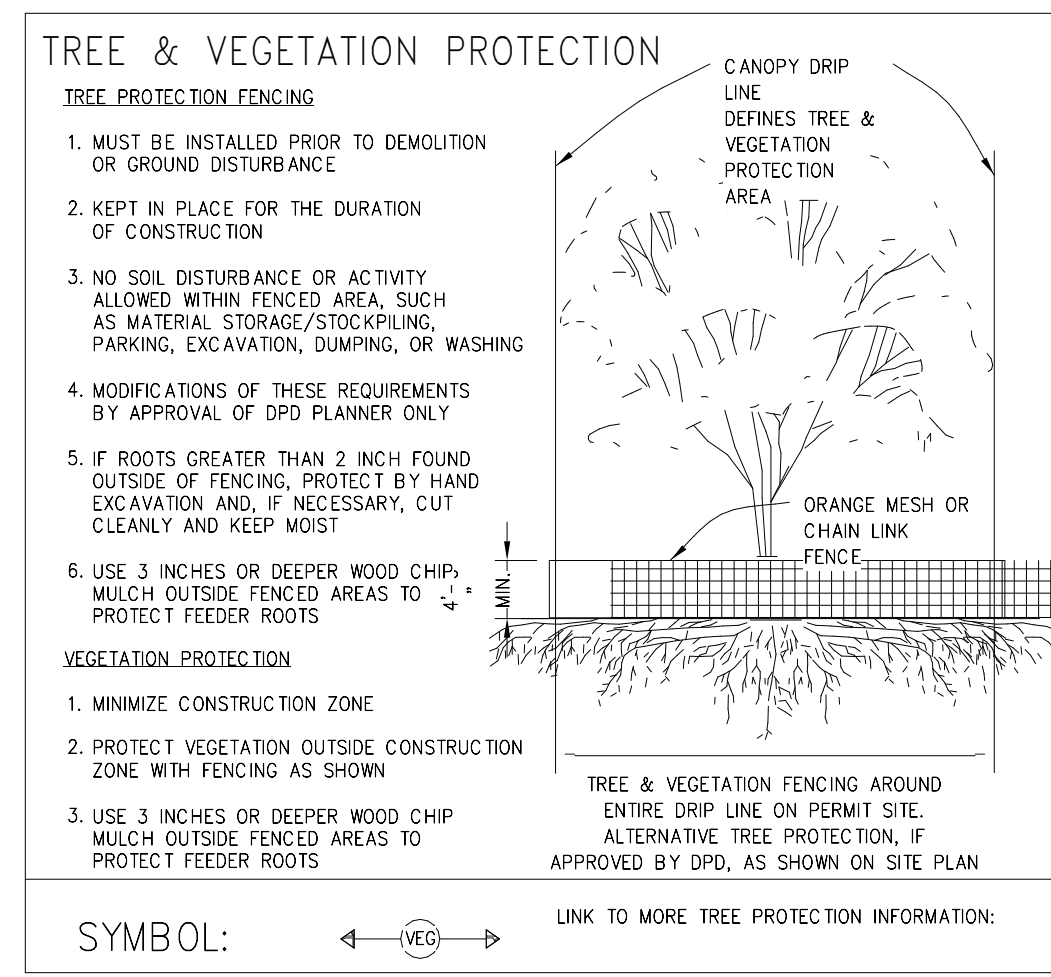 TREE & VEGETATION PROTECTION
TREE PROTECTION FENCING
1. MUST BE INSTALLED PRIOR TO DEMOLITION
OR GROUND DISTURBANCE
2. KEPT IN PLACE FOR THE DURATION
OF CONSTRUCTION
3. NO SOIL DISTURBANCE OR ACTIVITY
ALLOWED WITHIN FENCED AREA, SUCH
AS MATERIAL STORAGE/STOCKPILING,
PARKING, EXCAVATION, DUMPING, OR WASHING
4. MODIFICATIONS OF THESE REQUIREMENTS
BY APPROVAL OF DPD PLANNER ONLY
5. IF ROOTS GREATER THAN 2 INCH FOUND
OUTSIDE OF FENCING, PROTECT BY HAND
EXCAVATION AND, IF NECESSARY, CUT
CLEANLY AND KEEP MOIST
6. USE 3 INCHES OR DEEPER WOOD CHIP
MULCH OUTSIDE FENCED AREAS TO
PROTECT FEEDER ROOTS
VEGETATION PROTECTION
1. MINIMIZE CONSTRUCTION ZONE
2. PROTECT VEGETATION OUTSIDE CONSTRUCTION
ZONE WITH FENCING AS SHOWN
3. USE 3 INCHES OR DEEPER WOOD CHIP
MULCH OUTSIDE FENCED AREAS TO
PROTECT FEEDER ROOTS
CANOPY DRIP
LINE
DEFINES TREE &
VEGETATION
PROTECTION
AREA
ORANGE MESH OR
CHAIN LINK
FENCE
MIN.
TREE & VEGETATION FENCING AROUND
ENTIRE DRIP LINE ON PERMIT SITE.
ALTERNATIVE TREE PROTECTION, IF
APPROVED BY DPD, AS SHOWN ON SITE PLAN
SYMBOL:
VEG
LINK TO MORE TREE PROTECTION INFORMATION: